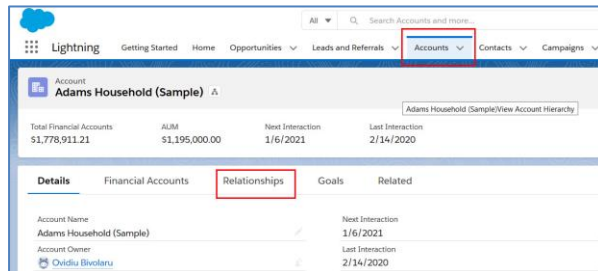 All Search Accounts and more...
Lightning Getting Started Home Opportunities Leads and Referrals Accounts Contacts Campaigns
Account
Adams Household (Sample)
Adams Household (Sample)View Account Hierarchy
Total Financial Accounts AUM Next Interaction Last Interaction
$1,778,911.21 $1,195,000.00 1/6/2021 2/14/2020
Details Financial Accounts Relationships Goals Related
Account Name Next Interaction
Adams Household (Sample) 1/6/2021
Account Owner Last Interaction
Ovidiu Bivolaru 2/14/2020